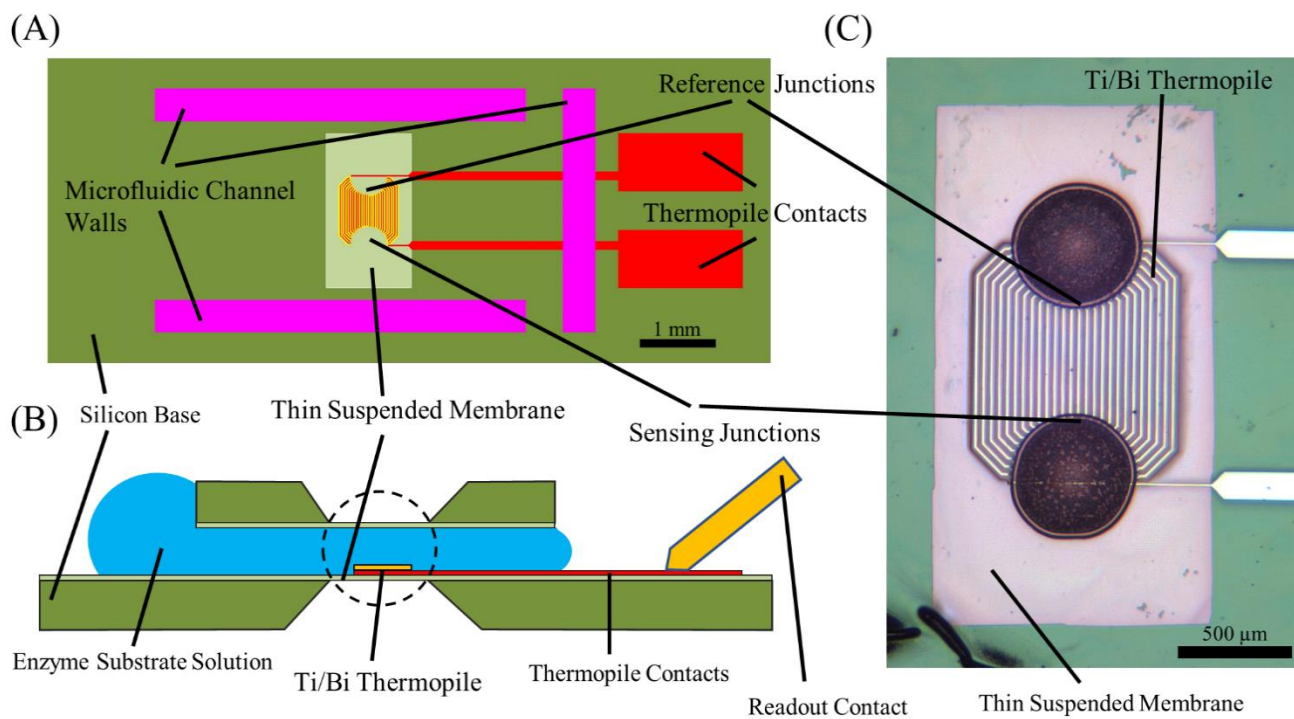 (A)
(C)
Reference Junctions
Ti/Bi Thermopile
Microfluidic Channel
Walls
Thermopile Contacts
1 mm
Silicon Base
Thin Suspended Membrane
(B)
Sensing Junctions
Enzyme Substrate Solution
Ti/Bi Thermopile
Thermopile Contacts
Readout Contact
500 µm
Thin Suspended Membrane